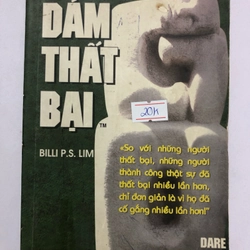 DÁM
THẤT
BẠI™
BILLI P.S. LIM
20k
«So với những người
thất bại, những người
thành công thật sự đã
thất bại nhiều lần hơn,
chỉ đơn giản là vì họ đã
cố gắng nhiều lần hơn!»
DARE